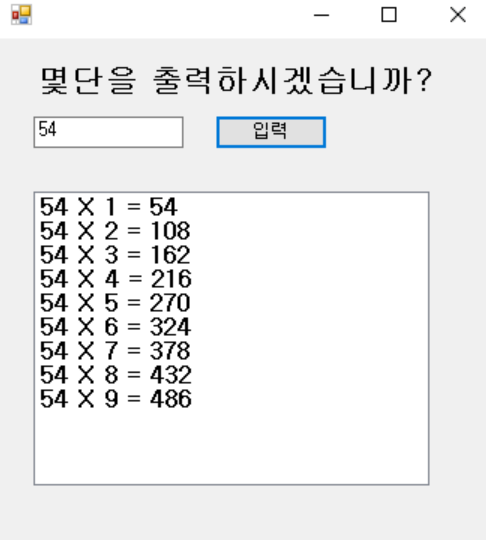 몇단을 출력하시겠습니까?
54
입력
54 X 1 = 54
54 X 2 = 108
54 X 3 = 162
54 X 4 = 216
54 X 5 = 270
54 X 6 = 324
54 X 7 = 378
54 X 8 = 432
54 X 9 = 486